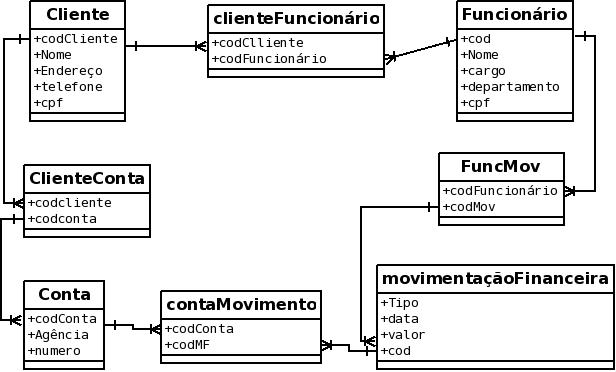 Cliente
+codCliente
+Nome
+Endereço
+telefone
+cpf
clienteFuncionário
+codClliente
+codFuncionário
Funcionário
+cod
+Nome
+cargo
+departamento
+cpf
ClienteConta
+codcliente
+codconta
FuncMov
+codFuncionário
+codMov
Conta
+codConta
+Agência
+numero
contaMovimento
+codConta
+codMF
movimentaçãoFinanceira
+Tipo
+data
+valor
+cod